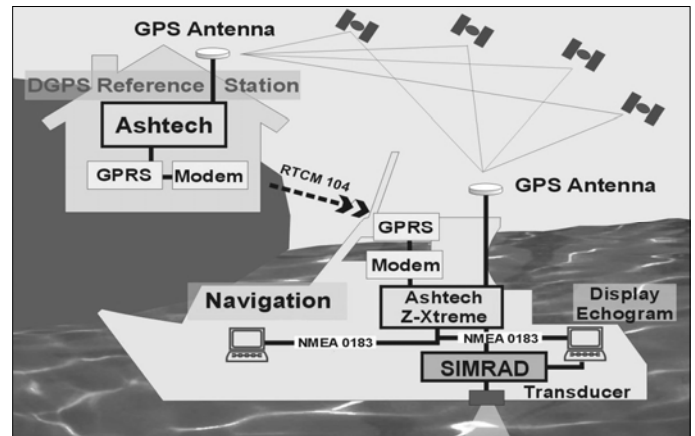 GPS Antenna
DGPS Reference Station
Ashtech
GPRS
Modem
RTCM 104
GPS Antenna
GPRS
Modem
Navigation
Ashtech
Z-Xtreme
Display
Echogram
NMEA 0183
NMEA 0183
SIMRAD
Transducer